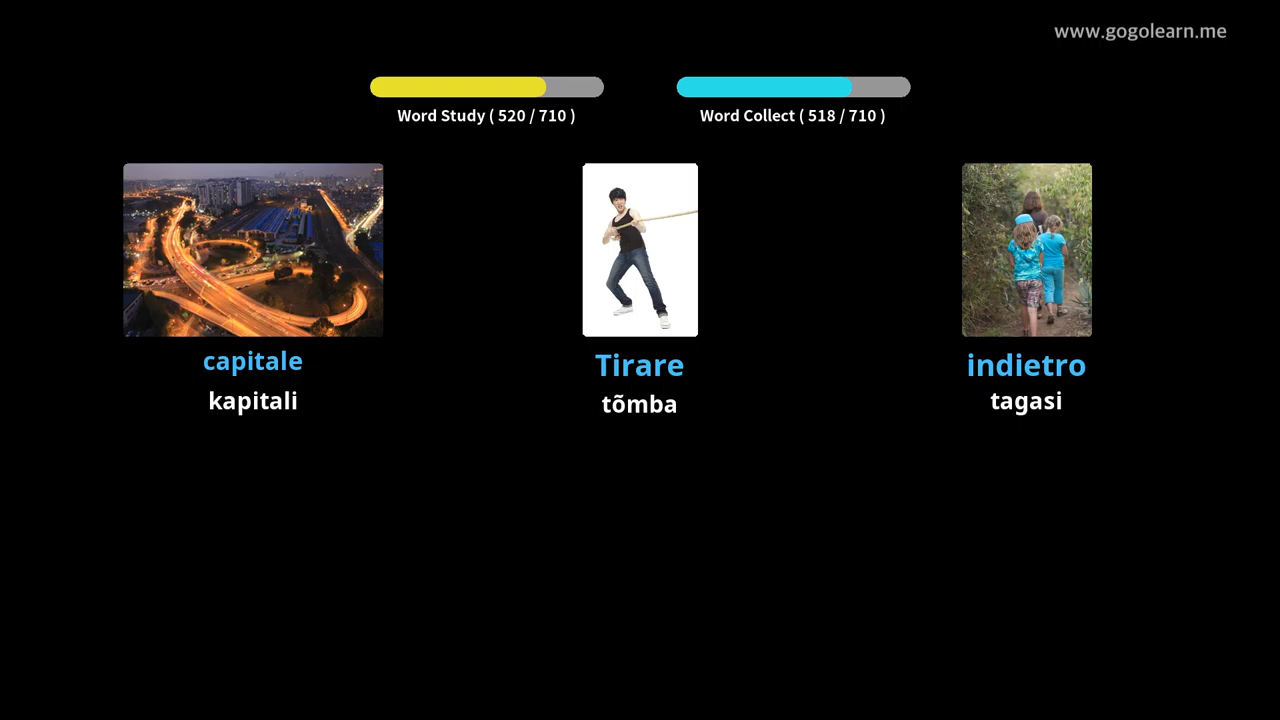 www.gogolearn.me
Word Study ( 520 / 710 )
Word Collect ( 518 / 710 )
capitale
kapitali
Tirare
tõmba
indietro
tagasi